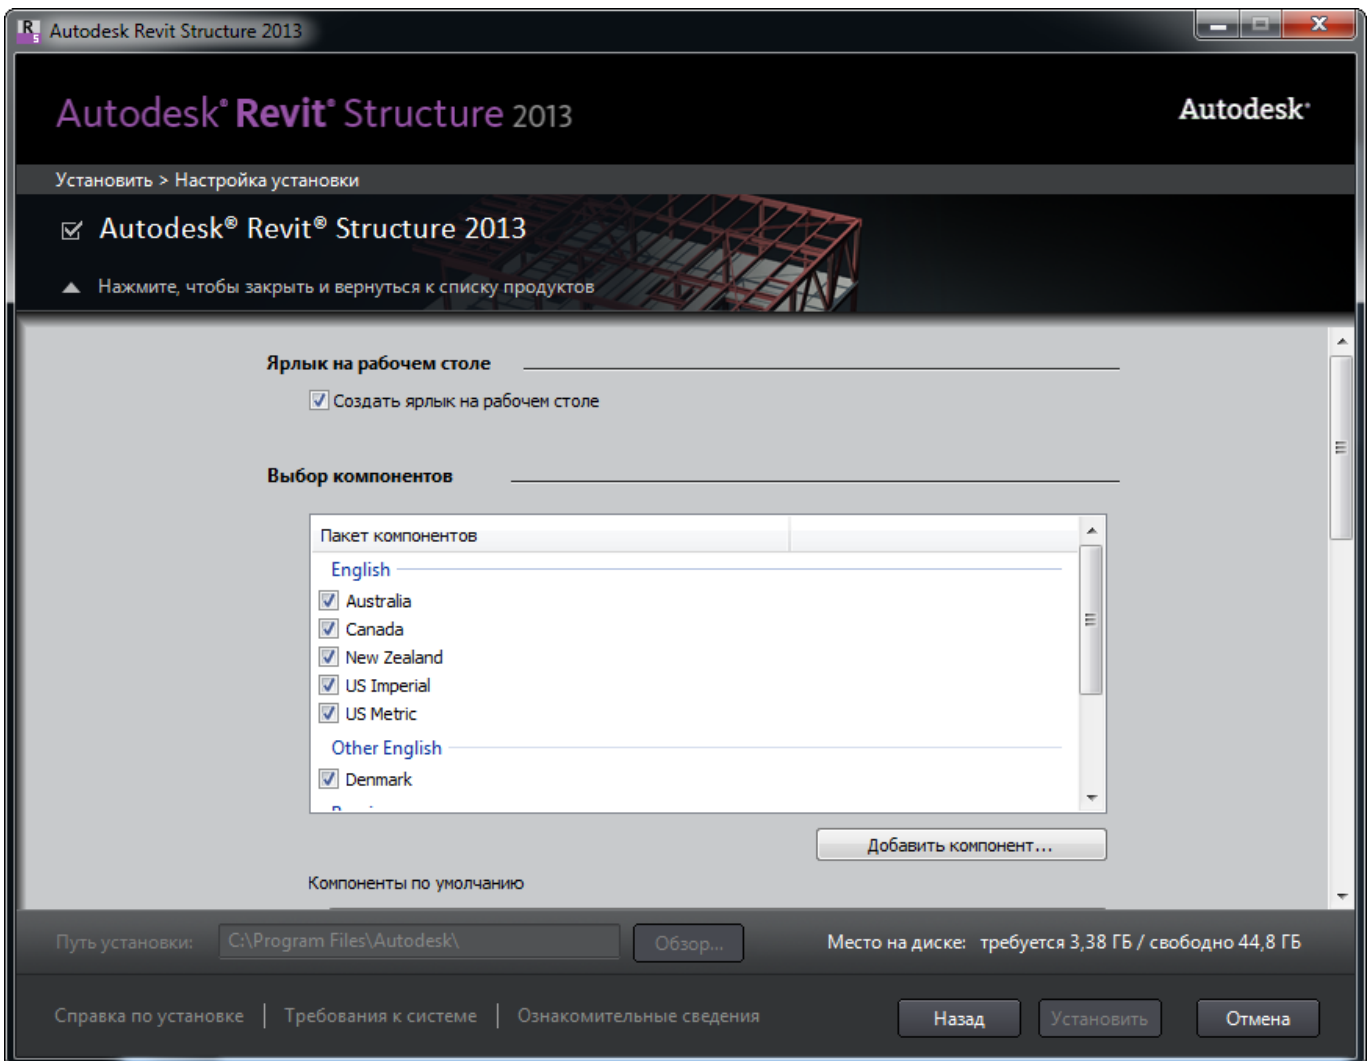 Autodesk Revit Structure 2013
Autodesk® Revit® Structure 2013
Autodesk®
Установить > Настройка установки
Autodesk® Revit® Structure 2013
Нажмите, чтобы закрыть и вернуться к списку продуктов
Ярлык на рабочем столе
Создать ярлык на рабочем столе
Выбор компонентов
Пакет компонентов
English
Australia
Canada
New Zealand
US Imperial
US Metric
Other English
Denmark
Добавить компонент...
Компоненты по умолчанию
Путь установки: C:\Program Files\Autodesk\ Обзор... Место на диске: требуется 3,38 ГБ / свободно 44,8 ГБ
Справка по установке | Требования к системе | Ознакомительные сведения Назад Установить Отмена